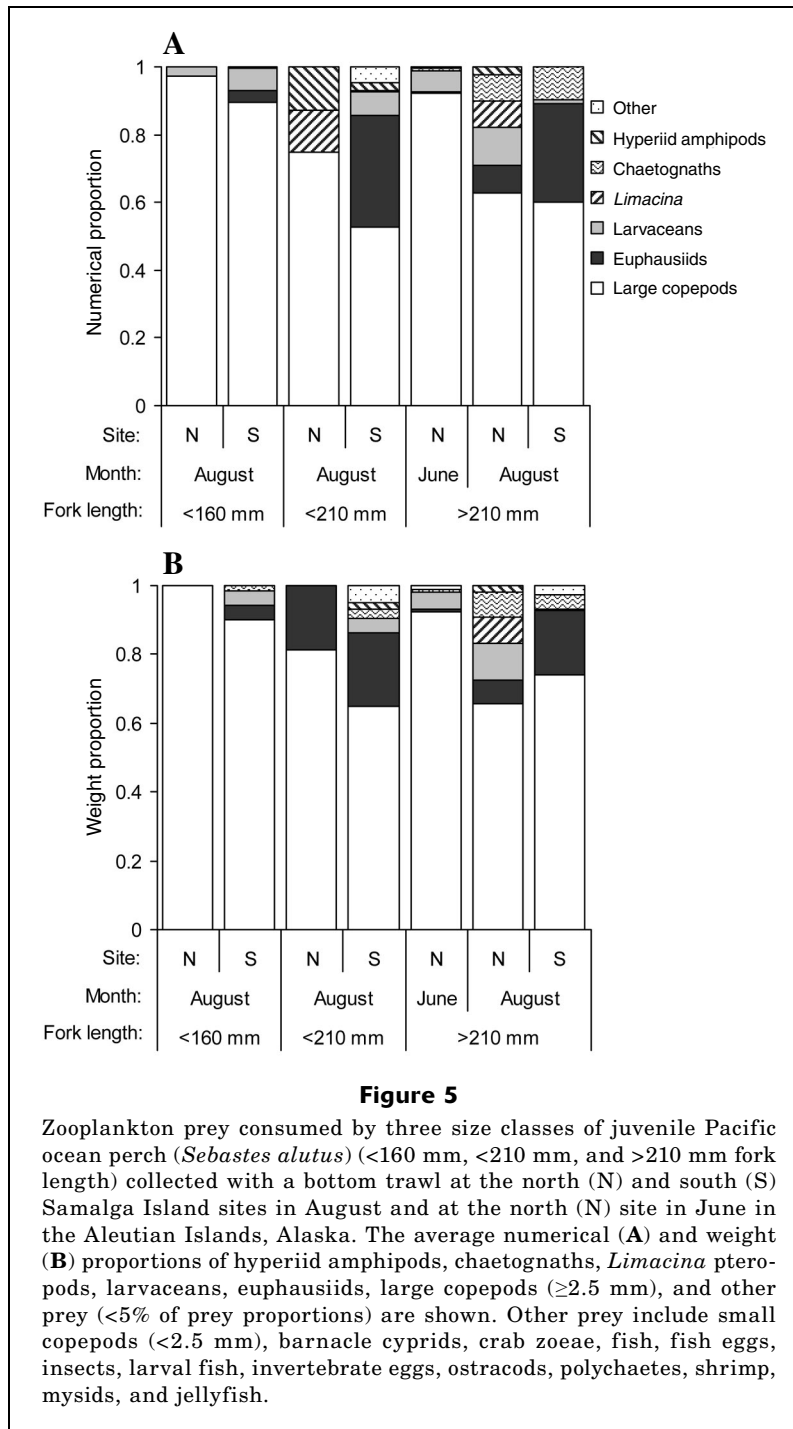 A
1
0.8
0.6
0.4
0.2
0
Numerical proportion
Other
Hyperiid amphipods
Chaetognaths
Limacina
Larvaceans
Euphausiids
Large copepods
Site: N S N S N N S
Month: August August June August
Fork length: <160 mm <210 mm >210 mm
B
1
0.8
0.6
0.4
0.2
0
Weight proportion
Site: N S N S N N S
Month: August August June August
Fork length: <160 mm <210 mm >210 mm
Figure 5
Zooplankton prey consumed by three size classes of juvenile Pacific
ocean perch (Sebastes alutus) (<160 mm, <210 mm, and >210 mm fork
length) collected with a bottom trawl at the north (N) and south (S)
Samalga Island sites in August and at the north (N) site in June in
the Aleutian Islands, Alaska. The average numerical (A) and weight
(B) proportions of hyperiid amphipods, chaetognaths, Limacina ptero-
pods, larvaceans, euphausiids, large copepods (≥2.5 mm), and other
prey (<5% of prey proportions) are shown. Other prey include small
copepods (<2.5 mm), barnacle cyprids, crab zoeae, fish, fish eggs,
insects, larval fish, invertebrate eggs, ostracods, polychaetes, shrimp,
mysids, and jellyfish.